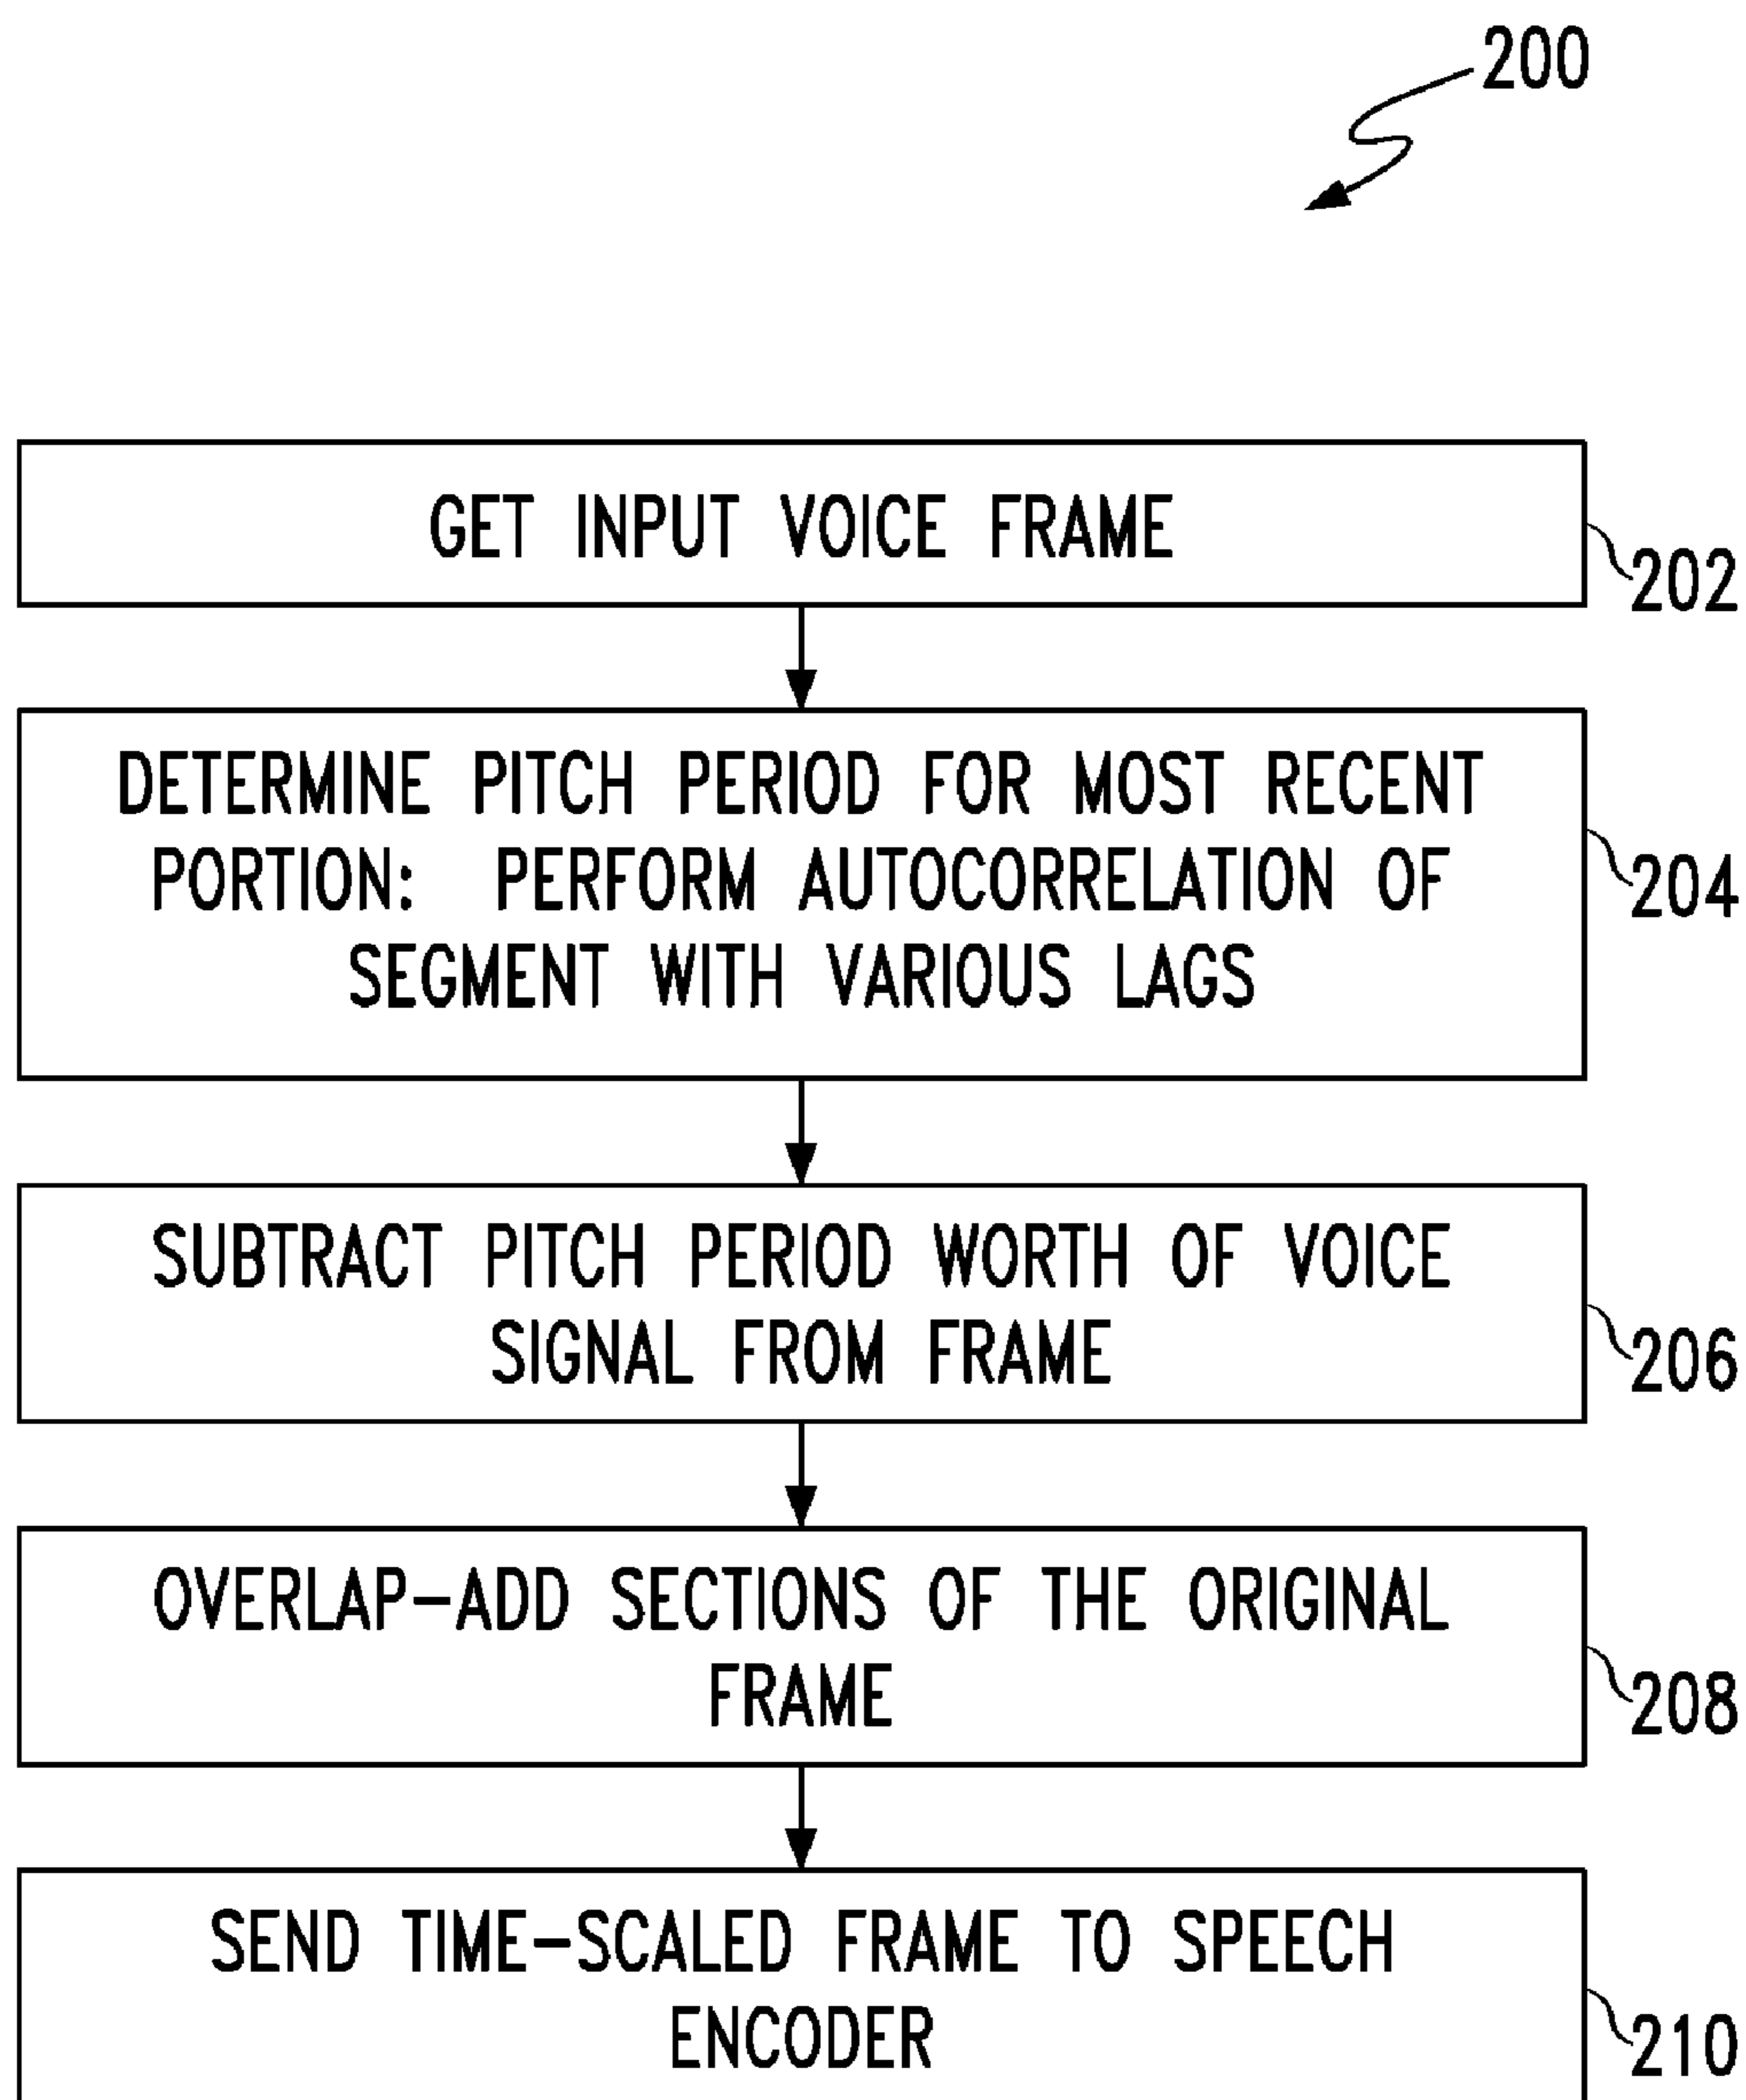 200
GET INPUT VOICE FRAME
202
DETERMINE PITCH PERIOD FOR MOST RECENT
PORTION: PERFORM AUTOCORRELATION OF
SEGMENT WITH VARIOUS LAGS
204
SUBTRACT PITCH PERIOD WORTH OF VOICE
SIGNAL FROM FRAME
206
OVERLAP-ADD SECTIONS OF THE ORIGINAL
FRAME
208
SEND TIME-SCALED FRAME TO SPEECH
ENCODER
210